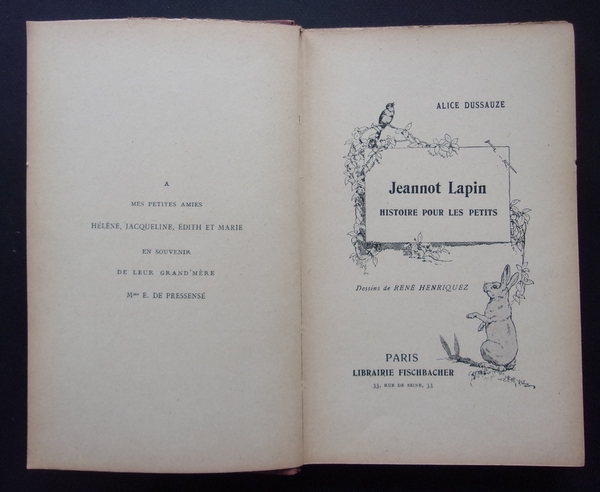 A
MES PETITES AMIES
HÉLÈNE, JACQUELINE, ÉDITH ET MARIE
EN SOUVENIR
DE LEUR GRAND'MÈRE
Mme E. DE PRESSENSÉ
ALICE DUSSAUZE
Jeannot Lapin
HISTOIRE POUR LES PETITS
Dessins de RENÉ HENRIQUEZ
PARIS
LIBRAIRIE FISCHBACHER
33, RUE DE SEINE, 33